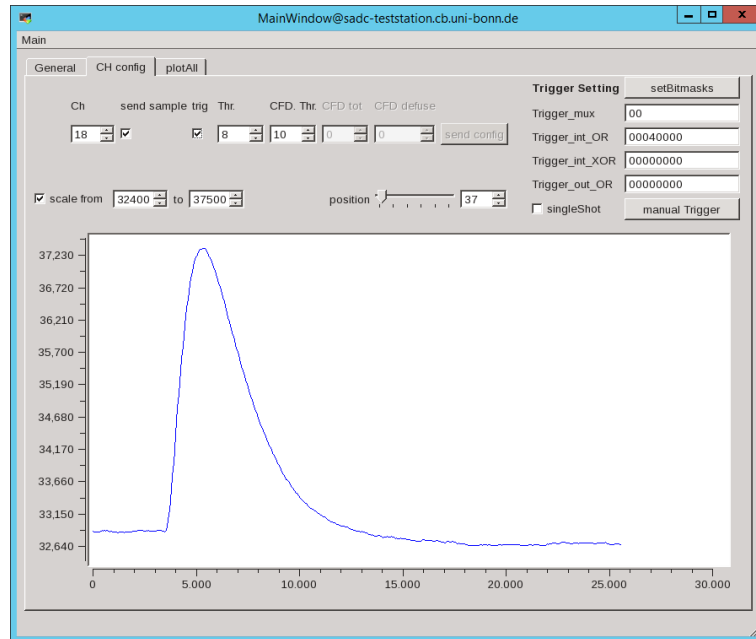 MainWindow@sadc-teststation.cb.uni-bonn.de
Main
General CH config plotAll
Trigger Setting setBitmasks
Ch send sample trig Thr. CFD. Thr. CFD tot CFD defuse
Trigger_mux 00
18 8 10 0 0 send config
Trigger_int_OR 00040000
Trigger_int_XOR 00000000
Trigger_out_OR 00000000
scale from 32400 to 37500 position 37
singleShot manual Trigger
37,230
36,720
36,210
35,700
35,190
34,680
34,170
33,660
33,150
32,640
0 5.000 10.000 15.000 20.000 25.000 30.000